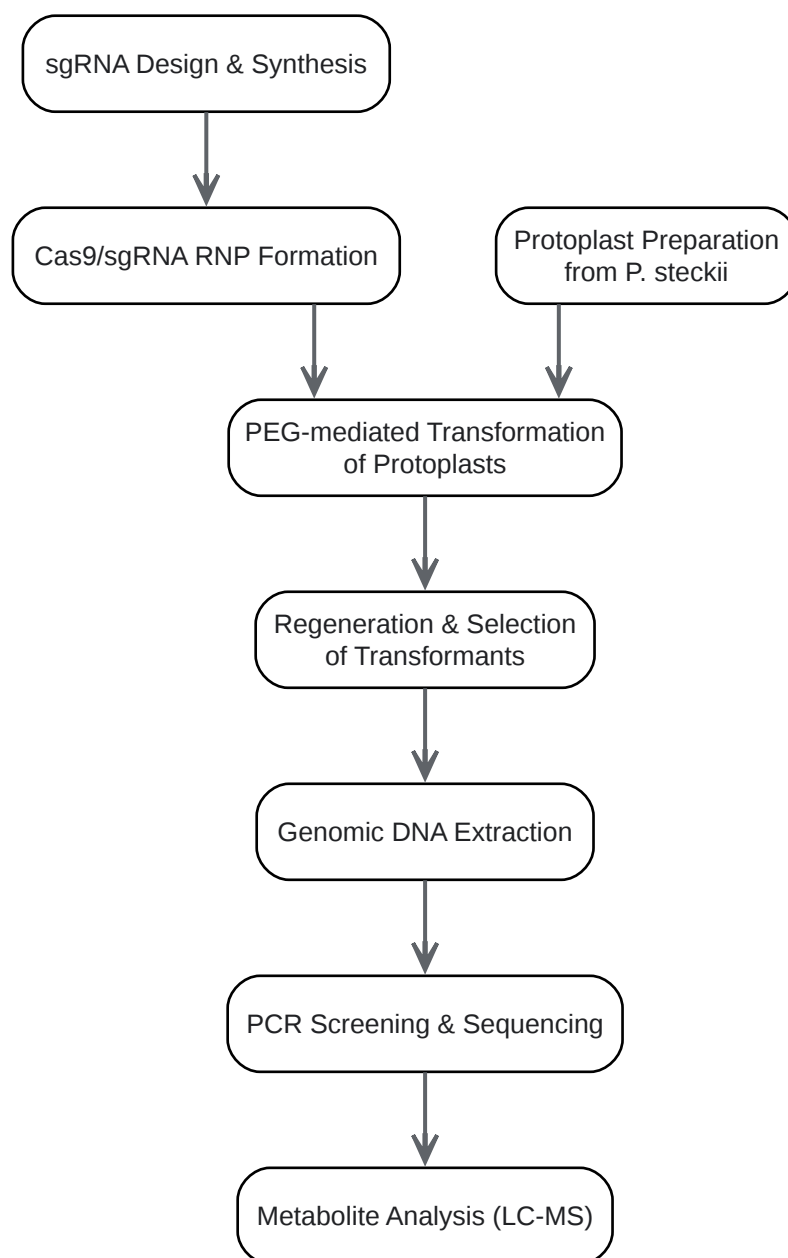 sgRNA Design & Synthesis
Cas9/sgRNA RNP Formation
Protoplast Preparation
from P. steckii
PEG-mediated Transformation
of Protoplasts
Regeneration & Selection
of Transformants
Genomic DNA Extraction
PCR Screening & Sequencing
Metabolite Analysis (LC-MS)